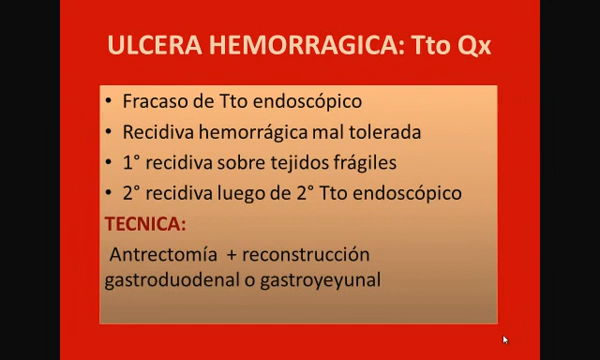 ULCERA HEMORRAGICA: Tto Qx
• Fracaso de Tto endoscópico
• Recidiva hemorrágica mal tolerada
• 1° recidiva sobre tejidos frágiles
• 2° recidiva luego de 2° Tto endoscópico
TECNICA:
Antrectomía + reconstrucción
gastroduodenal o gastroyeyunal